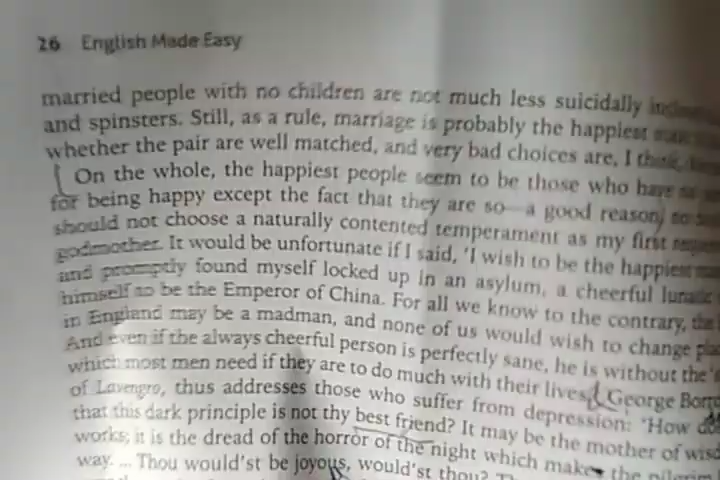 26 English Made Easy
married people with no children are not much less suicidally
and spinsters. Still, as a rule, marriage is probably the happiest
whether the pair are well matched, and very bad choices are, I think,
On the whole, the happiest people seem to be those who have no
for being happy except the fact that they are so—a good reason, no
should not choose a naturally contented temperament as my first
godmother. It would be unfortunate if I said, 'I wish to be the happiest
and promptly found myself locked up in an asylum, a cheerful lunatic
himself to be the Emperor of China. For all we know to the contrary, the
in England may be a madman, and none of us would wish to change
And even if the always cheerful person is perfectly sane, he is without the
which most men need if they are to do much with their lives. George
of Lavengro, thus addresses those who suffer from depression: 'How
that this dark principle is not thy best friend? It may be the mother of
works; it is the dread of the horror of the night which makes the pilgrim
way. ... Thou would'st be joyous, would'st thou?